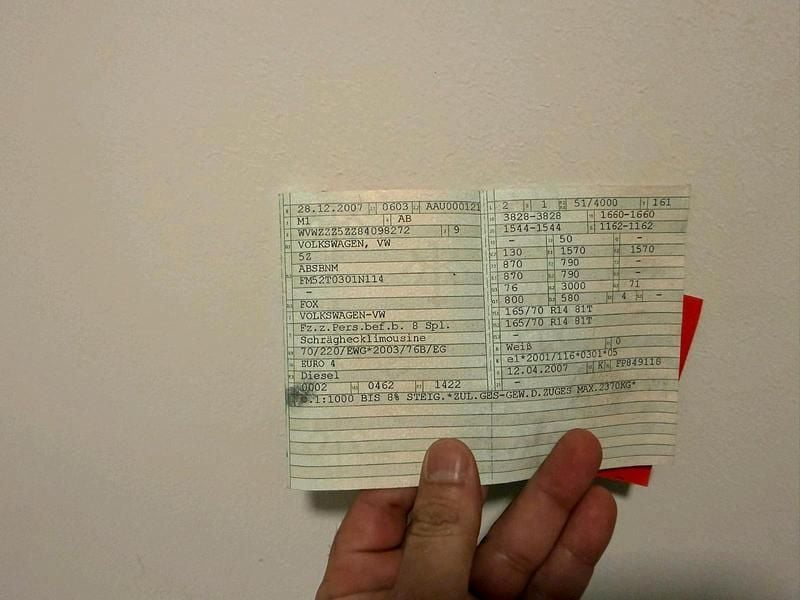 28.12.2007 0603 AAU00012
M1 AB
WVWZZZ5ZZ84098272 9
VOLKSWAGEN, VW
5Z
ABSBNM
FM52T0301N114
-
FOX
VOLKSWAGEN-VW
Fz.z.Pers.bef.b. 8 Spl.
Schräghecklimousine
70/220/EWG*2003/76B/EG
EURO 4
Diesel
0002 0462 1422
.1:1000 BIS 8% STEIG.*ZUL.GES-GEW.D.ZUGES MAX.2370KG*
2 1 51/4000 161
3828-3828 1660-1660
1544-1544 1162-1162
- 50 -
130 1570 1570
870 790 -
870 790 -
76 3000 71
800 580 4 -
165/70 R14 81T
165/70 R14 81T
-
Weiß 0
e1*2001/116*0301*05
12.04.2007 K FP849118
-